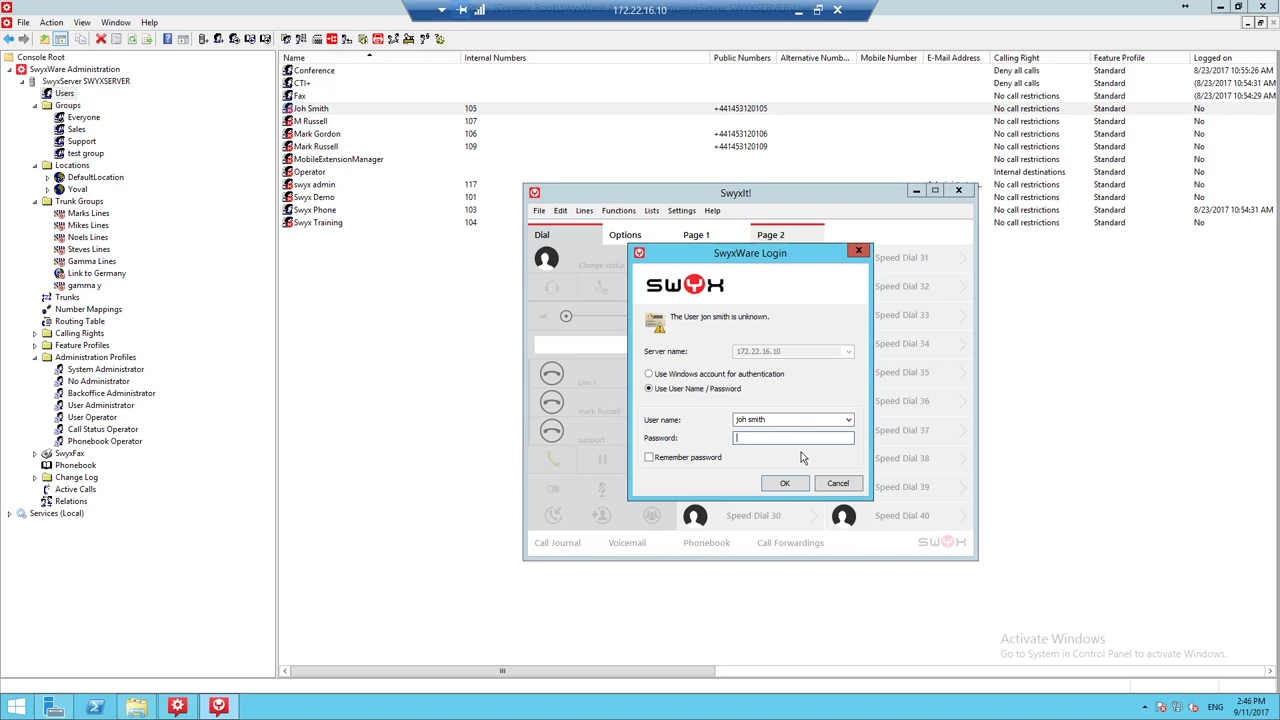 [Console Root\SwyxWare Administration\SwyxServer SWYXSERVER]
172.22.16.10
File Action View Window Help
Console Root
SwyxWare Administration
SwyxServer SWYXSERVER
Users
Groups
Everyone
Sales
Support
test group
Locations
DefaultLocation
Yoval
Trunk Groups
Marks Lines
Mikes Lines
Noels Lines
Steves Lines
Gamma Lines
Link to Germany
gamma y
Trunks
Number Mappings
Routing Table
Calling Rights
Feature Profiles
Administration Profiles
System Administrator
No Administrator
Backoffice Administrator
User Administrator
User Operator
Call Status Operator
Phonebook Operator
SwyxFax
Phonebook
Change Log
Active Calls
Relations
Services (Local)
Name Internal Numbers Public Numbers Alternative Numb... Mobile Number E-Mail Address Calling Right Feature Profile Logged on
Conference Deny all calls Standard 8/23/2017 10:55:26 AM
CTI+ Deny all calls Standard (8/23/2017 10:54:31 AM
Fax No call restrictions Standard (8/23/2017 10:54:29 AM
Joh Smith 105 +441453120105 No call restrictions Standard No
M Russell 107 No call restrictions Standard No
Mark Gordon 106 +441453120106 No call restrictions Standard No
Mark Russell 109 +441453120109 No call restrictions Standard No
MobileExtensionManager No call restrictions Standard No
Operator Internal destinations Standard No
swyx admin 117 No call restrictions Standard No
Swyx Demo 101 No call restrictions Standard No
Swyx Phone 103 No call restrictions Standard 8/23/2017 10:54:31 AM
Swyx Training 104 No call restrictions Standard No
SwyxIt!
File Edit Lines Functions Lists Settings Help
Dial Options Page 1 Page 2
Change status
Line 1
mark Russell
support
Speed Dial 31
Speed Dial 32
Speed Dial 33
Speed Dial 34
Speed Dial 35
Speed Dial 36
Speed Dial 37
Speed Dial 38
Speed Dial 39
Speed Dial 30 Speed Dial 40
Call Journal Voicemail Phonebook Call Forwardings swyx
SwyxWare Login
swyx
The User jon smith is unknown.
Server name: 172.22.16.10
Use Windows account for authentication
Use User Name / Password
User name: joh smith
Password:
Remember password
OK Cancel
Activate Windows
Go to System in Control Panel to activate Windows.
ENG 2:46 PM
9/11/2017